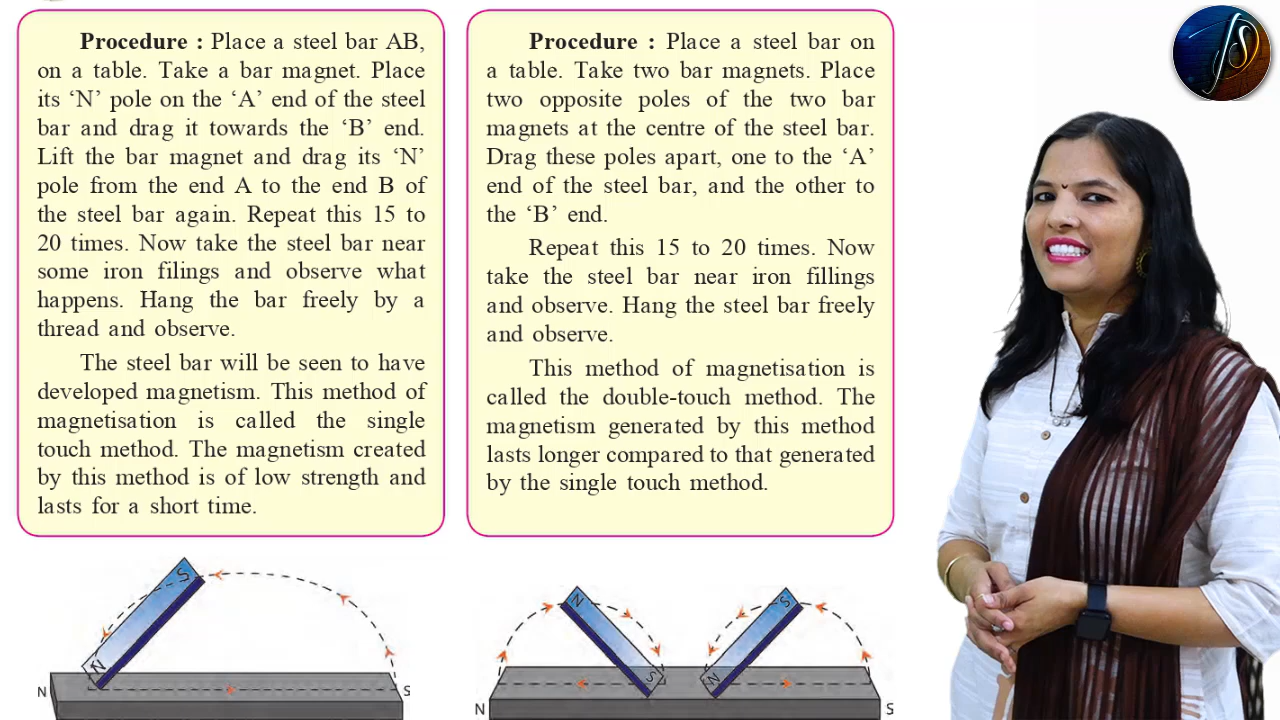 Procedure : Place a steel bar AB,
on a table. Take a bar magnet. Place
its ‘N’ pole on the ‘A’ end of the steel
bar and drag it towards the ‘B’ end.
Lift the bar magnet and drag its ‘N’
pole from the end A to the end B of
the steel bar again. Repeat this 15 to
20 times. Now take the steel bar near
some iron filings and observe what
happens. Hang the bar freely by a
thread and observe.
The steel bar will be seen to have
developed magnetism. This method of
magnetisation is called the single
touch method. The magnetism created
by this method is of low strength and
lasts for a short time.
Procedure : Place a steel bar on
a table. Take two bar magnets. Place
two opposite poles of the two bar
magnets at the centre of the steel bar.
Drag these poles apart, one to the ‘A’
end of the steel bar, and the other to
the ‘B’ end.
Repeat this 15 to 20 times. Now
take the steel bar near iron fillings
and observe. Hang the steel bar freely
and observe.
This method of magnetisation is
called the double-touch method. The
magnetism generated by this method
lasts longer compared to that generated
by the single touch method.
S
N
N
S
N
S
S
N
N
S